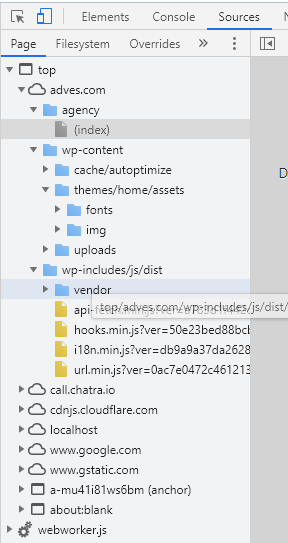 Elements Console Sources Netw
Page Filesystem Overrides
top
adves.com
agency
(index)
wp-content
cache/autoptimize
themes/home/assets
fonts
img
uploads
wp-includes/js/dist
vendor
top/adves.com/wp-includes/js/dist/
hooks.min.js?ver=50e23bed88bcb
i18n.min.js?ver=db9a9a37da2628
url.min.js?ver=0ac7e0472c461213
call.chatra.io
cdnjs.cloudflare.com
localhost
www.google.com
www.gstatic.com
a-mu41i81ws6bm (anchor)
about:blank
webworker.js
D